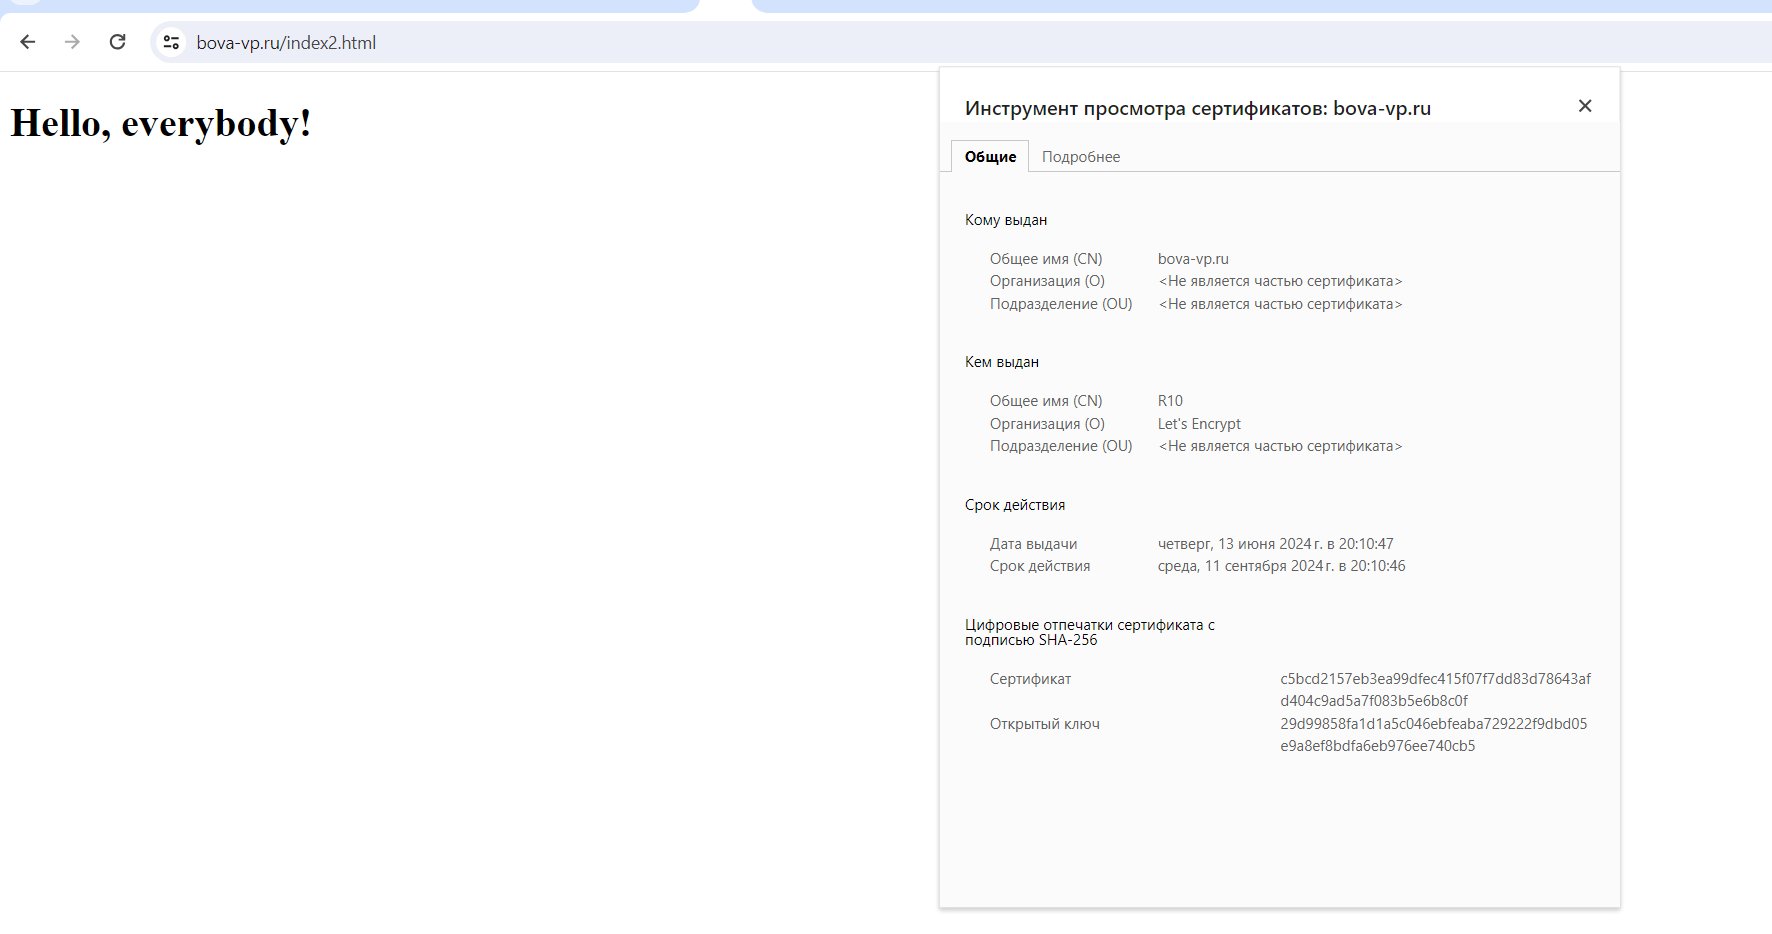 bova-vp.ru/index2.html
Hello, everybody!
Инструмент просмотра сертификатов: bova-vp.ru
Общие Подробнее
Кому выдан
Общее имя (CN) bova-vp.ru
Организация (O) <Не является частью сертификата>
Подразделение (OU) <Не является частью сертификата>
Кем выдан
Общее имя (CN) R10
Организация (O) Let's Encrypt
Подразделение (OU) <Не является частью сертификата>
Срок действия
Дата выдачи четверг, 13 июня 2024 г. в 20:10:47
Срок действия среда, 11 сентября 2024 г. в 20:10:46
Цифровые отпечатки сертификата с
подписью SHA-256
Сертификат c5bcd2157eb3ea99dfec415f07f7dd83d78643af
d404c9ad5a7f083b5e6b8c0f
Открытый ключ 29d99858fa1d1a5c046ebfeaba729222f9dbd05
e9a8ef8bdfa6eb976ee740cb5